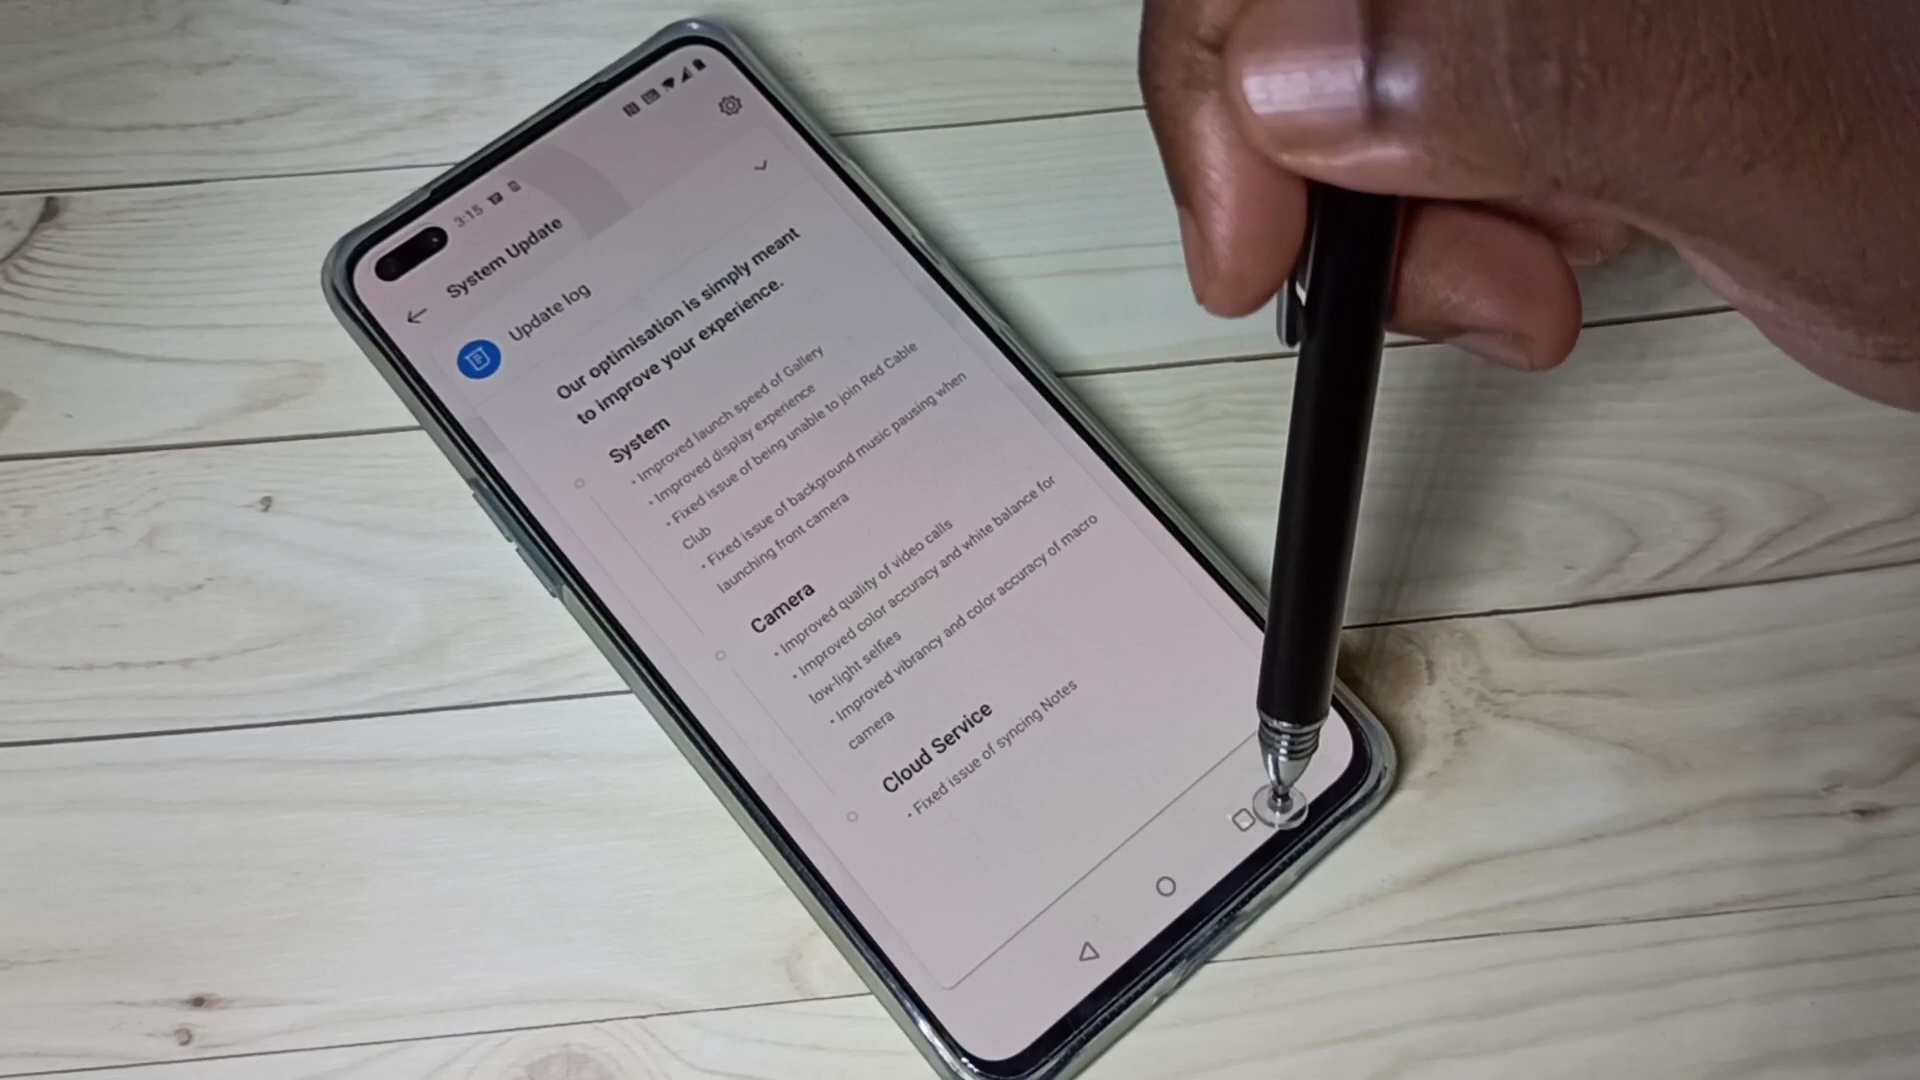 3:15
System Update
Update log
Our optimisation is simply meant
to improve your experience.
System
• Improved launch speed of Gallery
• Improved display experience
• Fixed issue of being unable to join Red Cable
Club
• Fixed issue of background music pausing when
launching front camera
Camera
• Improved quality of video calls
• Improved color accuracy and white balance for
low-light selfies
• Improved vibrancy and color accuracy of macro
camera
Cloud Service
• Fixed issue of syncing Notes